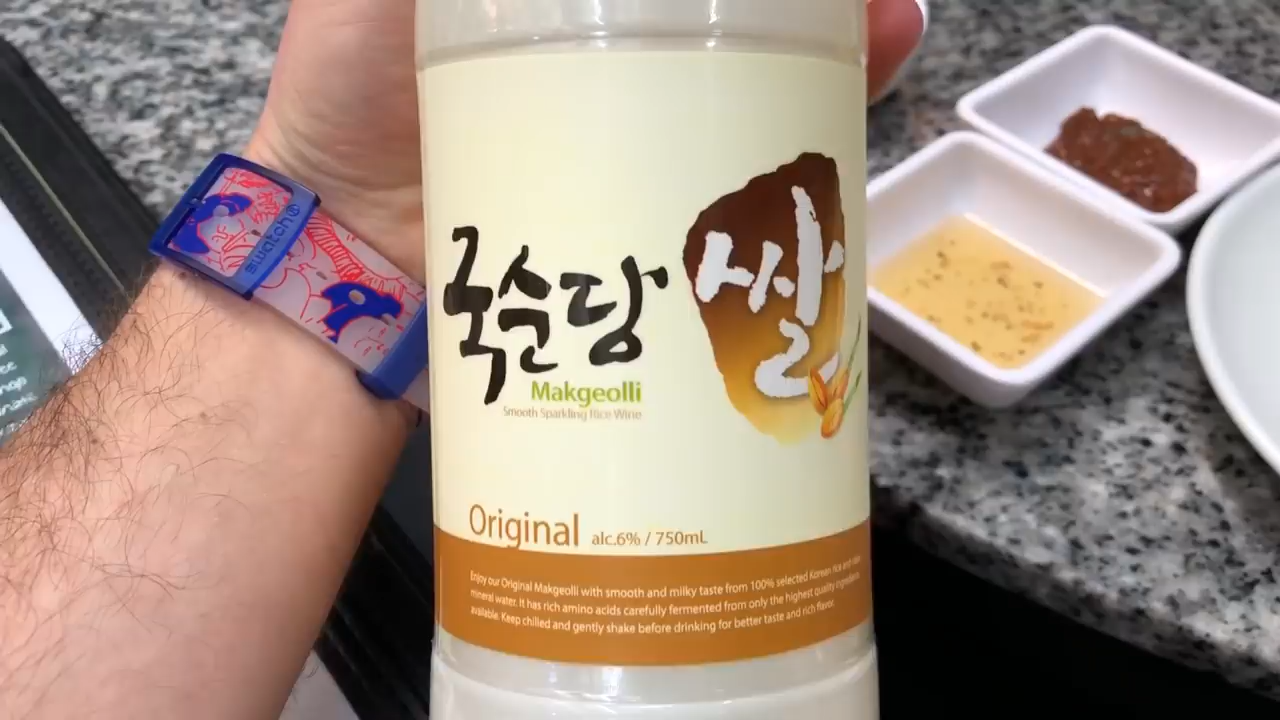 swatch
국순당
쌀
Makgeolli
Smooth Sparkling Rice Wine
Original alc.6% / 750mL
Enjoy our Original Makgeolli with smooth and milky taste from 100% selected Korean rice and
mineral water. It has rich amino acids carefully fermented from only the highest quality ingredients
available. Keep chilled and gently shake before drinking for better taste and rich flavor.